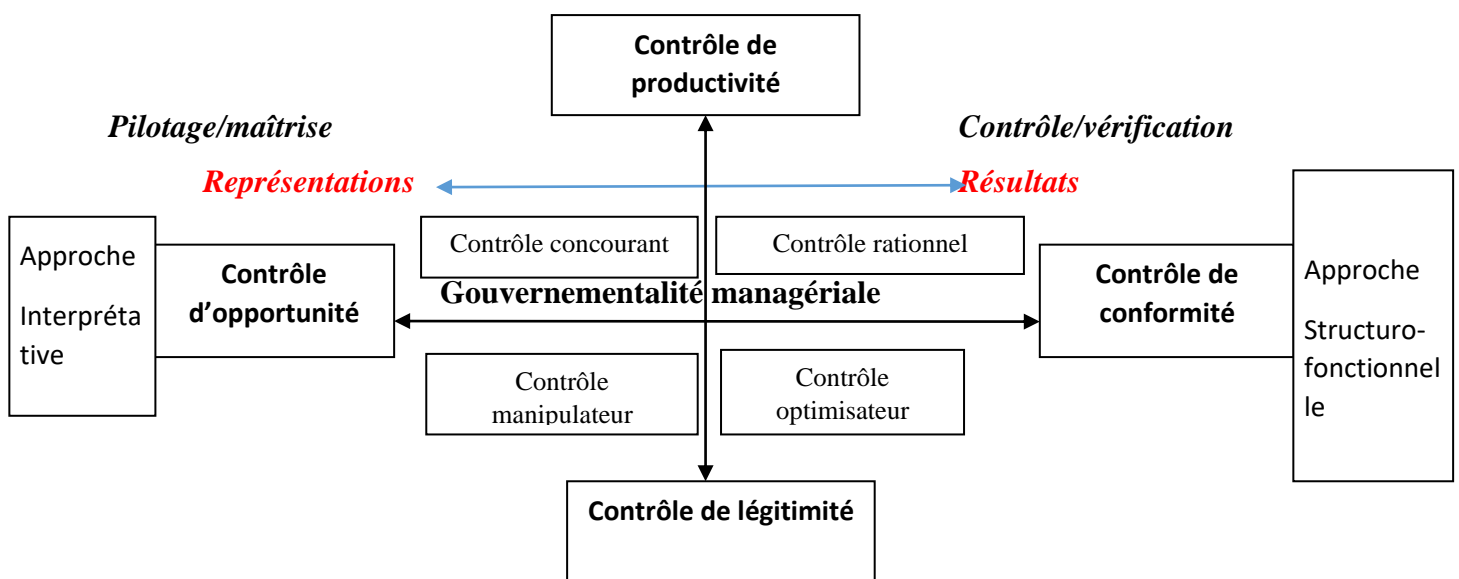 Contrôle de
productivité
Pilotage/maîtrise
Contrôle/vérification
Représentations
Résultats
Approche
Interpréta
tive
Contrôle
d’opportunité
Contrôle concourant
Contrôle rationnel
Gouvernementalité managériale
Contrôle de
conformité
Approche
Structuro-
fonctionnel
le
Contrôle
manipulateur
Contrôle
optimisateur
Contrôle de légitimité